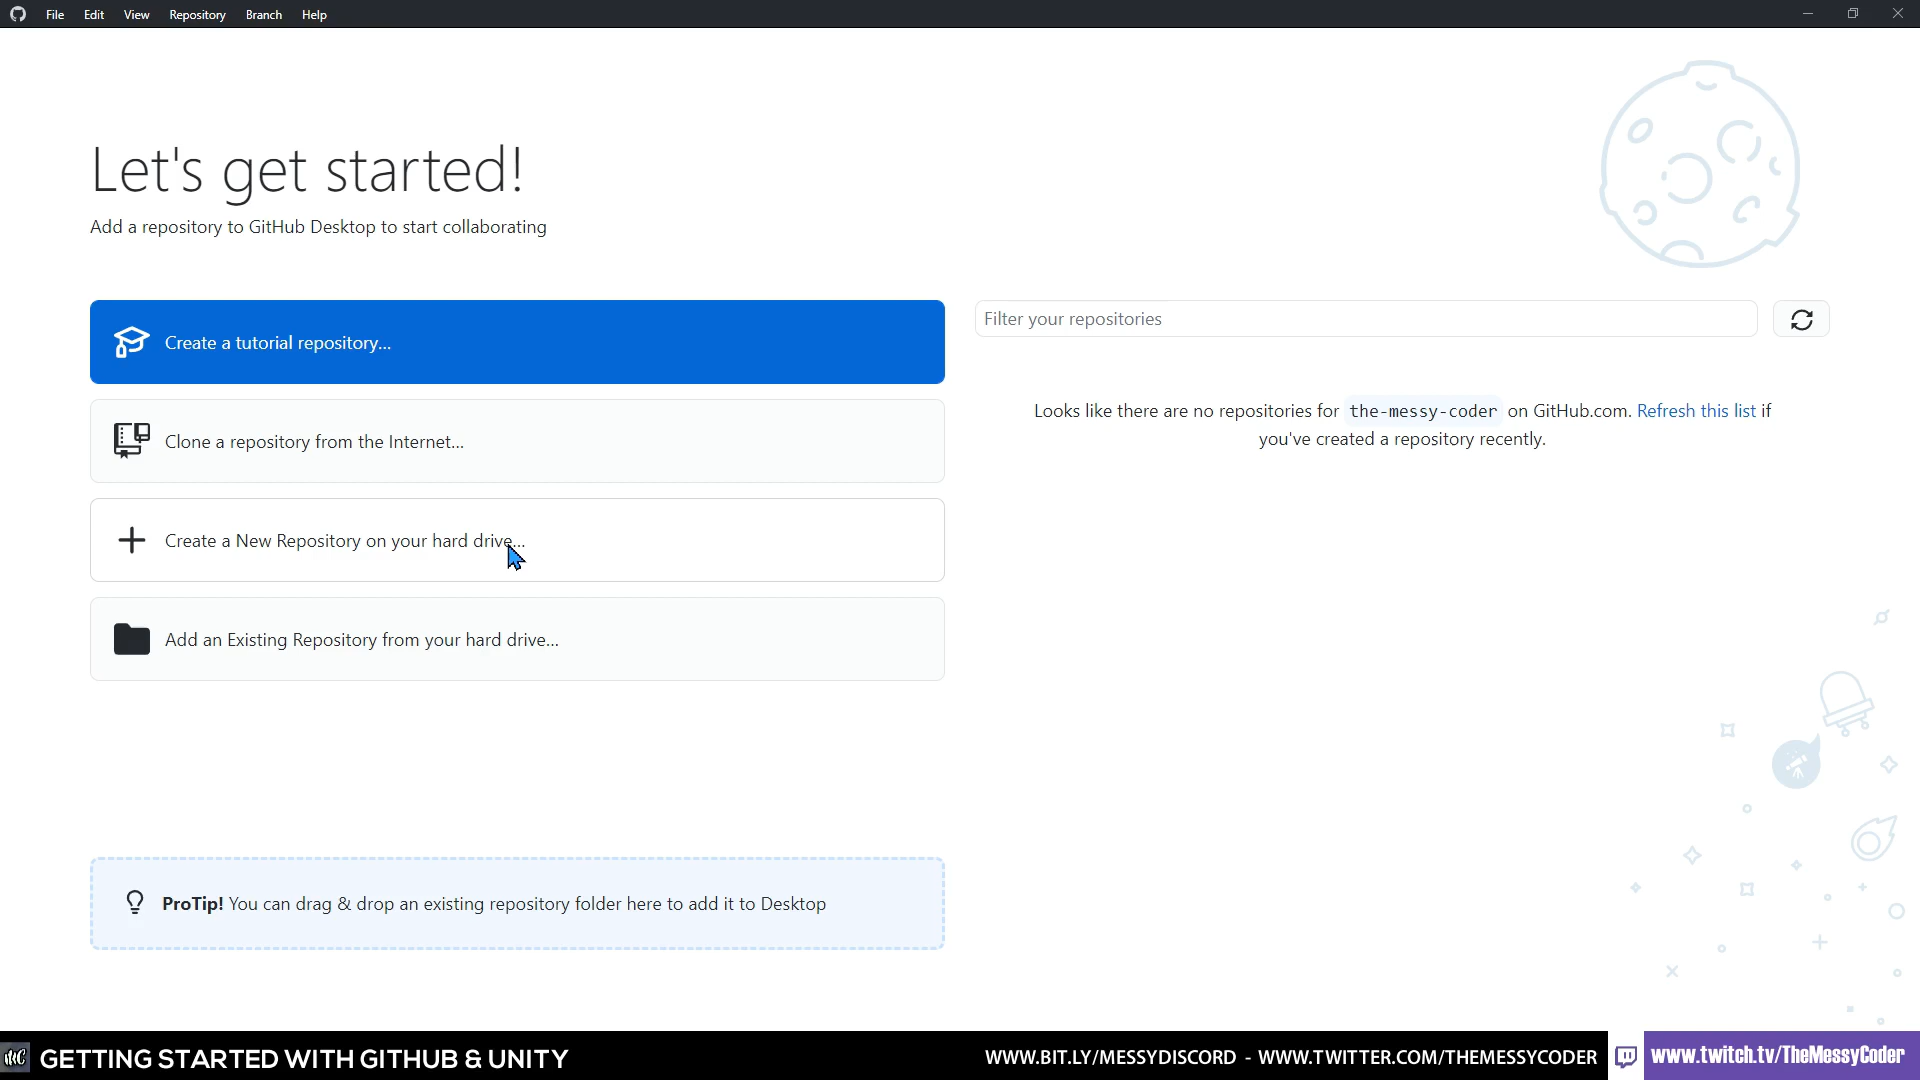 File Edit View Repository Branch Help
Let's get started!
Add a repository to GitHub Desktop to start collaborating
Create a tutorial repository...
Clone a repository from the Internet...
Create a New Repository on your hard drive...
Add an Existing Repository from your hard drive...
ProTip! You can drag & drop an existing repository folder here to add it to Desktop
Filter your repositories
Looks like there are no repositories for the-messy-coder on GitHub.com. Refresh this list if
you've created a repository recently.
MC GETTING STARTED WITH GITHUB & UNITY
WWW.BIT.LY/MESSYDISCORD - WWW.TWITTER.COM/THEMESSYCODER
www.twitch.tv/TheMessyCoder